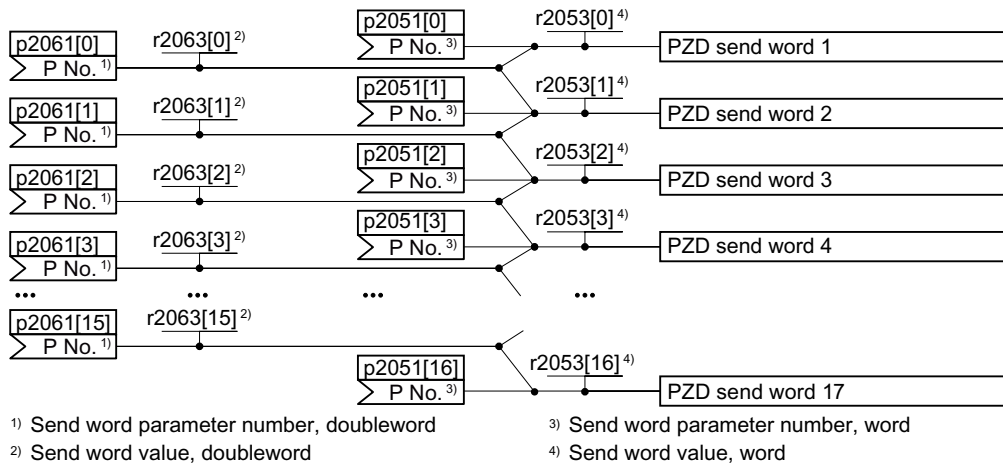 p2051[0] r2053[0] 4)
p2061[0] r2063[0] 2) P No. 3) PZD send word 1
P No. 1)
p2051[1] r2053[1] 4)
p2061[1] r2063[1] 2) P No. 3) PZD send word 2
P No. 1)
p2051[2] r2053[2] 4)
p2061[2] r2063[2] 2) P No. 3) PZD send word 3
P No. 1)
p2051[3] r2053[3] 4)
p2061[3] r2063[3] 2) P No. 3) PZD send word 4
P No. 1)
... ... ... ...
p2061[15] r2063[15] 2)
P No. 1)
p2051[16] r2053[16] 4)
P No. 3) PZD send word 17
1) Send word parameter number, doubleword 3) Send word parameter number, word
2) Send word value, doubleword 4) Send word value, word